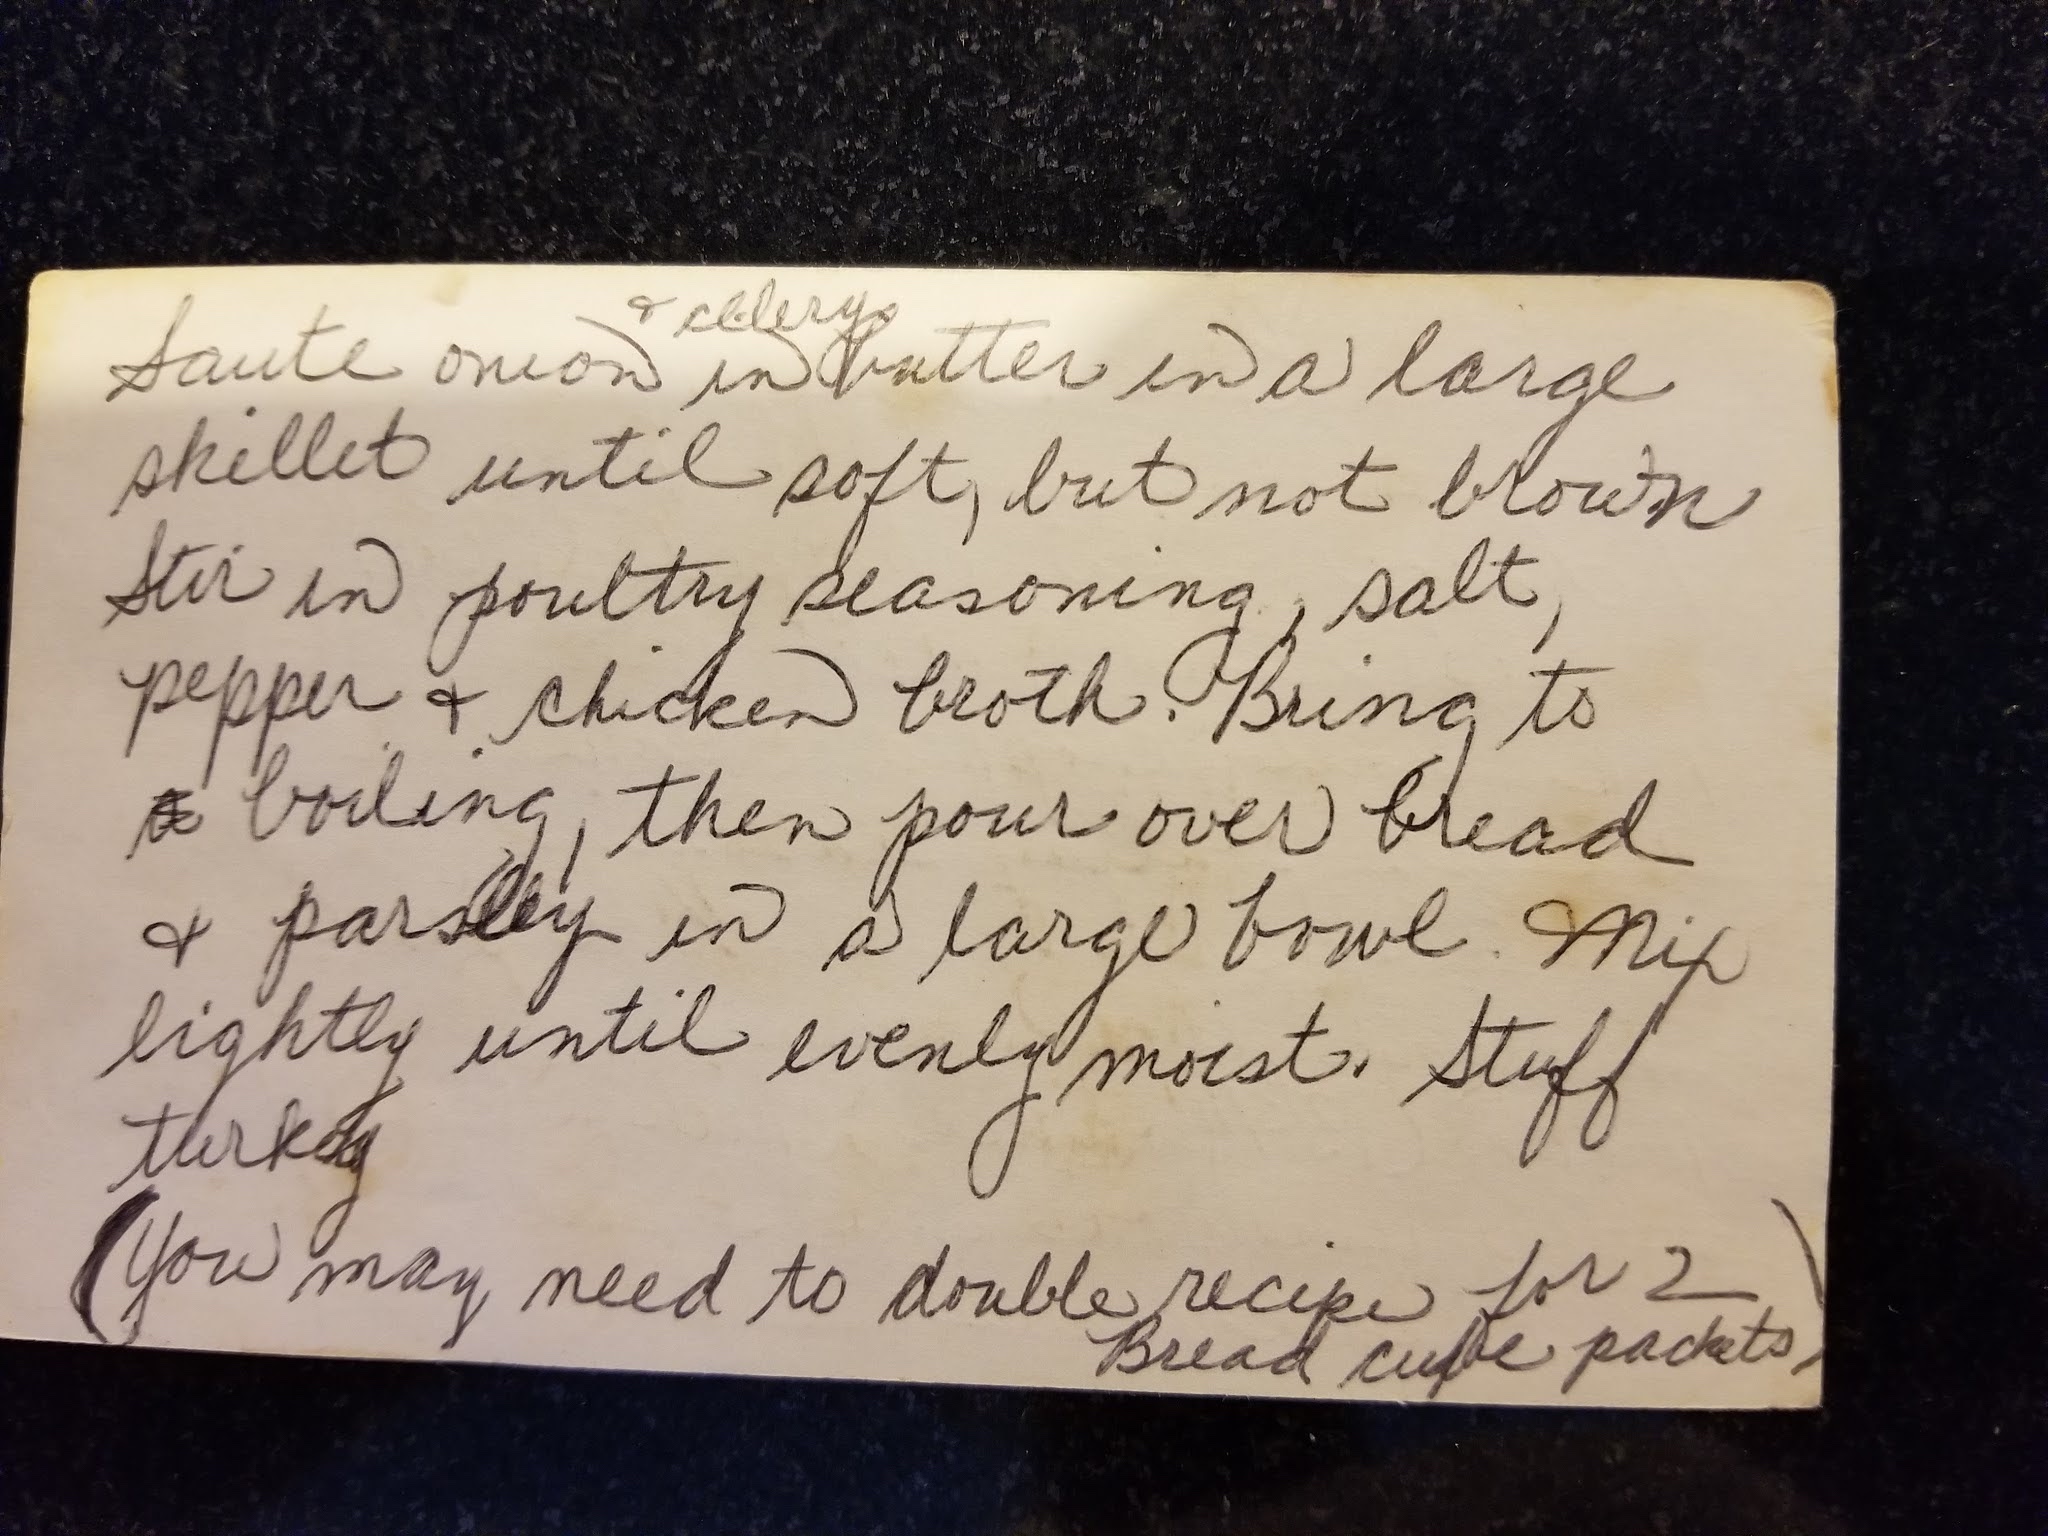 Saute onion & celery in butter in a large
skillet until soft, but not brown
Stir in poultry seasoning, salt,
pepper & chicken broth. Bring to
boiling, then pour over bread
& parsley in a large bowl. Mix
lightly until evenly moist. Stuff
turkey
(You may need to double recipe for 2
Bread cube packets)